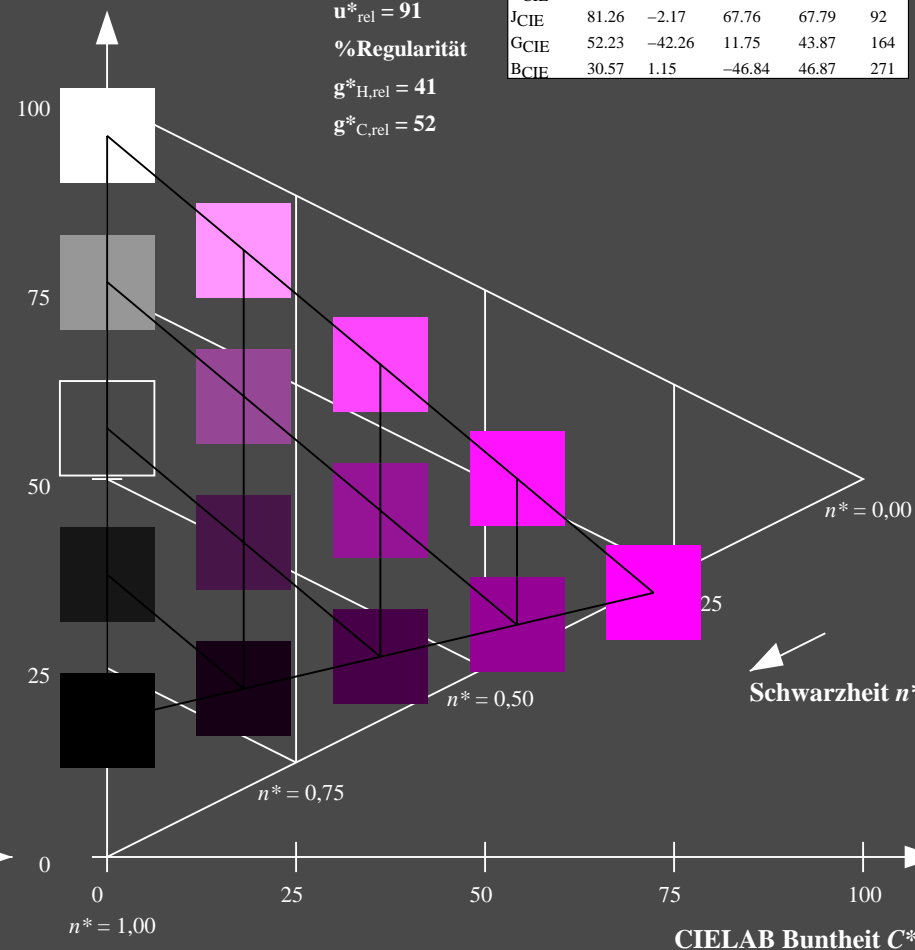 u*rel = 91
%Regularität
g*H,rel = 41
g*C,rel = 52
JCIE 81.26 −2.17 67.76 67.79 92
GCIE 52.23 −42.26 11.75 43.87 164
BCIE 30.57 1.15 −46.84 46.87 271
100
75
50
n* = 0,00
25
25
Schwarzheit n*
n* = 0,50
n* = 0,75
0
0 25 50 75 100
n* = 1,00
CIELAB Buntheit C*